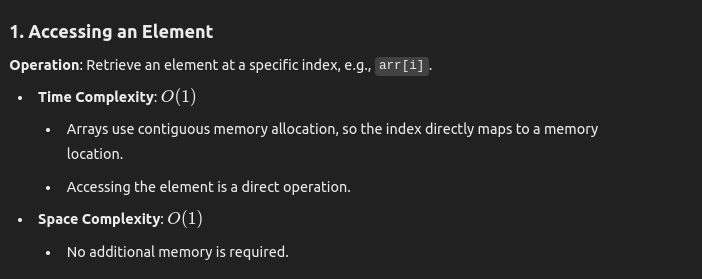 1. Accessing an Element
Operation: Retrieve an element at a specific index, e.g., arr[i].
• Time Complexity: O(1)
• Arrays use contiguous memory allocation, so the index directly maps to a memory
location.
• Accessing the element is a direct operation.
• Space Complexity: O(1)
• No additional memory is required.